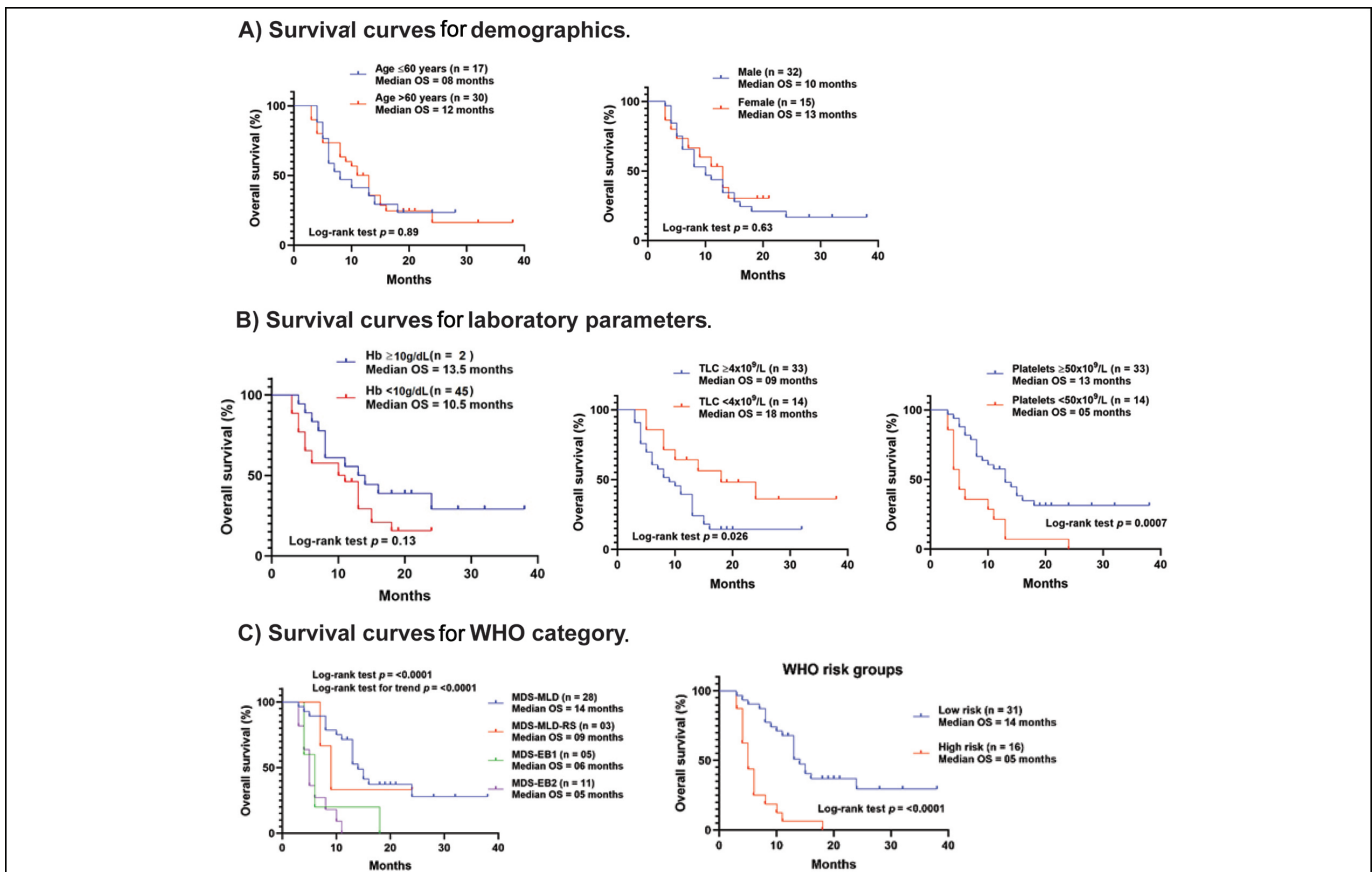 A) Survival curves for demographics.
Age ≤60 years (n = 17)
Median OS = 08 months
Age >60 years (n = 30)
Median OS = 12 months
Overall survival (%)
100
50
0
Log-rank test p = 0.89
0 10 20 30 40
Months
Male (n = 32)
Median OS = 10 months
Female (n = 15)
Median OS = 13 months
Overall survival (%)
100
50
0
Log-rank test p = 0.63
0 10 20 30 40
Months
B) Survival curves for laboratory parameters.
Hb ≥10g/dL(n = 2 )
Median OS = 13.5 months
Hb <10g/dL(n = 45)
Median OS = 10.5 months
Overall survival (%)
100
50
0
Log-rank test p = 0.13
0 10 20 30 40
Months
TLC ≥4x10⁹/L (n = 33)
Median OS = 09 months
TLC <4x10⁹/L (n = 14)
Median OS = 18 months
Overall survival (%)
100
50
0
Log-rank test p = 0.026
0 10 20 30 40
Months
Platelets ≥50x10⁹/L (n = 33)
Median OS = 13 months
Platelets <50x10⁹/L (n = 14)
Median OS = 05 months
Overall survival (%)
100
50
0
Log-rank test p = 0.0007
0 10 20 30 40
Months
C) Survival curves for WHO category.
Log-rank test p = <0.0001
Log-rank test for trend p = <0.0001
MDS-MLD (n = 28)
Median OS = 14 months
MDS-MLD-RS (n = 03)
Median OS = 09 months
MDS-EB1 (n = 05)
Median OS = 06 months
MDS-EB2 (n = 11)
Median OS = 05 months
Overall survival (%)
100
50
0
0 10 20 30 40
Months
WHO risk groups
Low risk (n = 31)
Median OS = 14 months
High risk (n = 16)
Median OS = 05 months
Overall survival (%)
100
50
0
Log-rank test p = <0.0001
0 10 20 30 40
Months